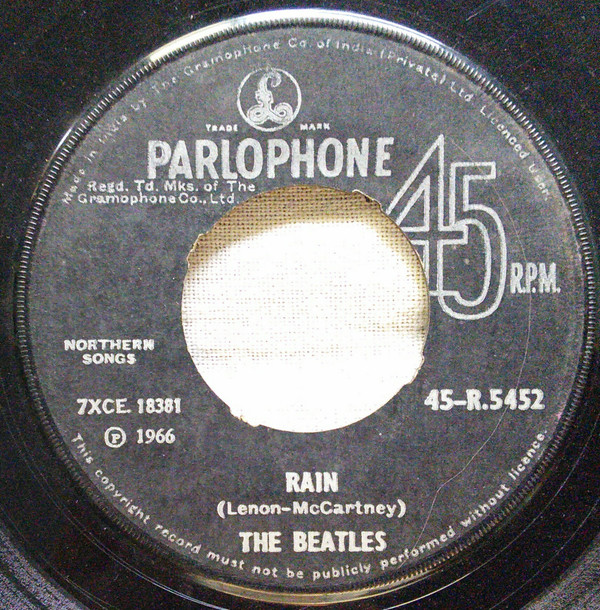 Made in India by The Gramophone Co. of India (Private) Ltd. Licenced User
£
TRADE MARK
PARLOPHONE
Regd. Td. Mks. of The
Gramophone Co., Ltd.
45
R.P.M.
NORTHERN
SONGS
7XCE. 18381
45-R.5452
Ⓟ 1966
RAIN
(Lenon-McCartney)
THE BEATLES
This copyright record must not be publicly performed without licence.